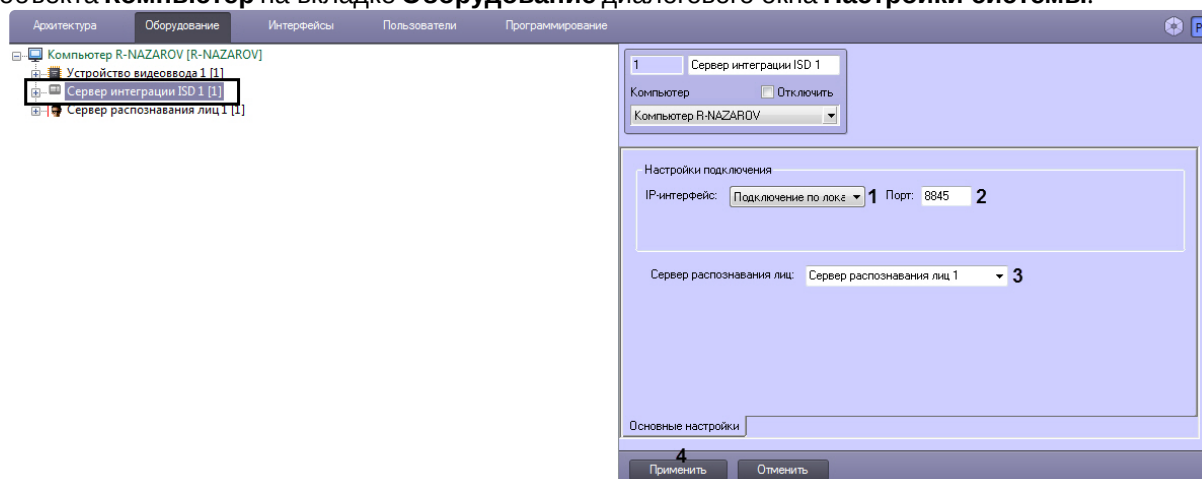 объекта Компьютер на вкладке Оборудование диалогового окна Настройки системы.
Архитектура Оборудование Интерфейсы Пользователи Программирование
Компьютер R-NAZAROV [R-NAZAROV]
Устройство видеоввода 1 [1]
Сервер интеграции ISD 1 [1]
Сервер распознавания лиц 1 [1]
1 Сервер интеграции ISD 1
Компьютер Отключить
Компьютер R-NAZAROV
Настройки подключения
IP-интерфейс: Подключение по лока 1 Порт: 8845 2
Сервер распознавания лиц: Сервер распознавания лиц 1 3
Основные настройки
4
Применить Отменить